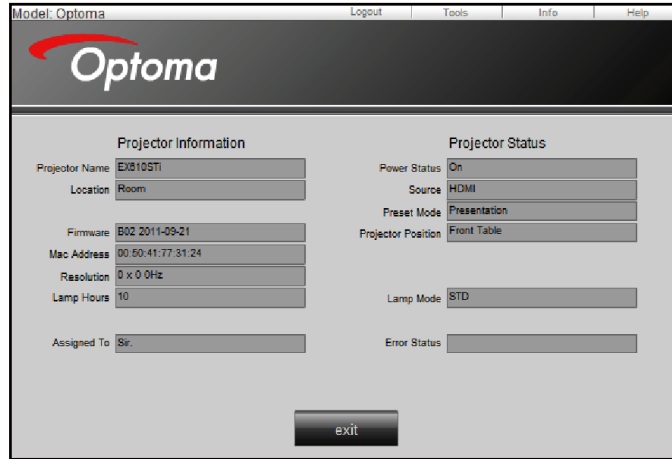 Model: Optoma
Logout Tools Info Help
Optoma
Projector Information
Projector Name EX610STi
Location Room
Firmware B02 2011-09-21
Mac Address 00:50:41:77:31:24
Resolution 0 x 0 0Hz
Lamp Hours 10
Assigned To Sir.
Projector Status
Power Status On
Source HDMI
Preset Mode Presentation
Projector Position Front Table
Lamp Mode STD
Error Status
exit